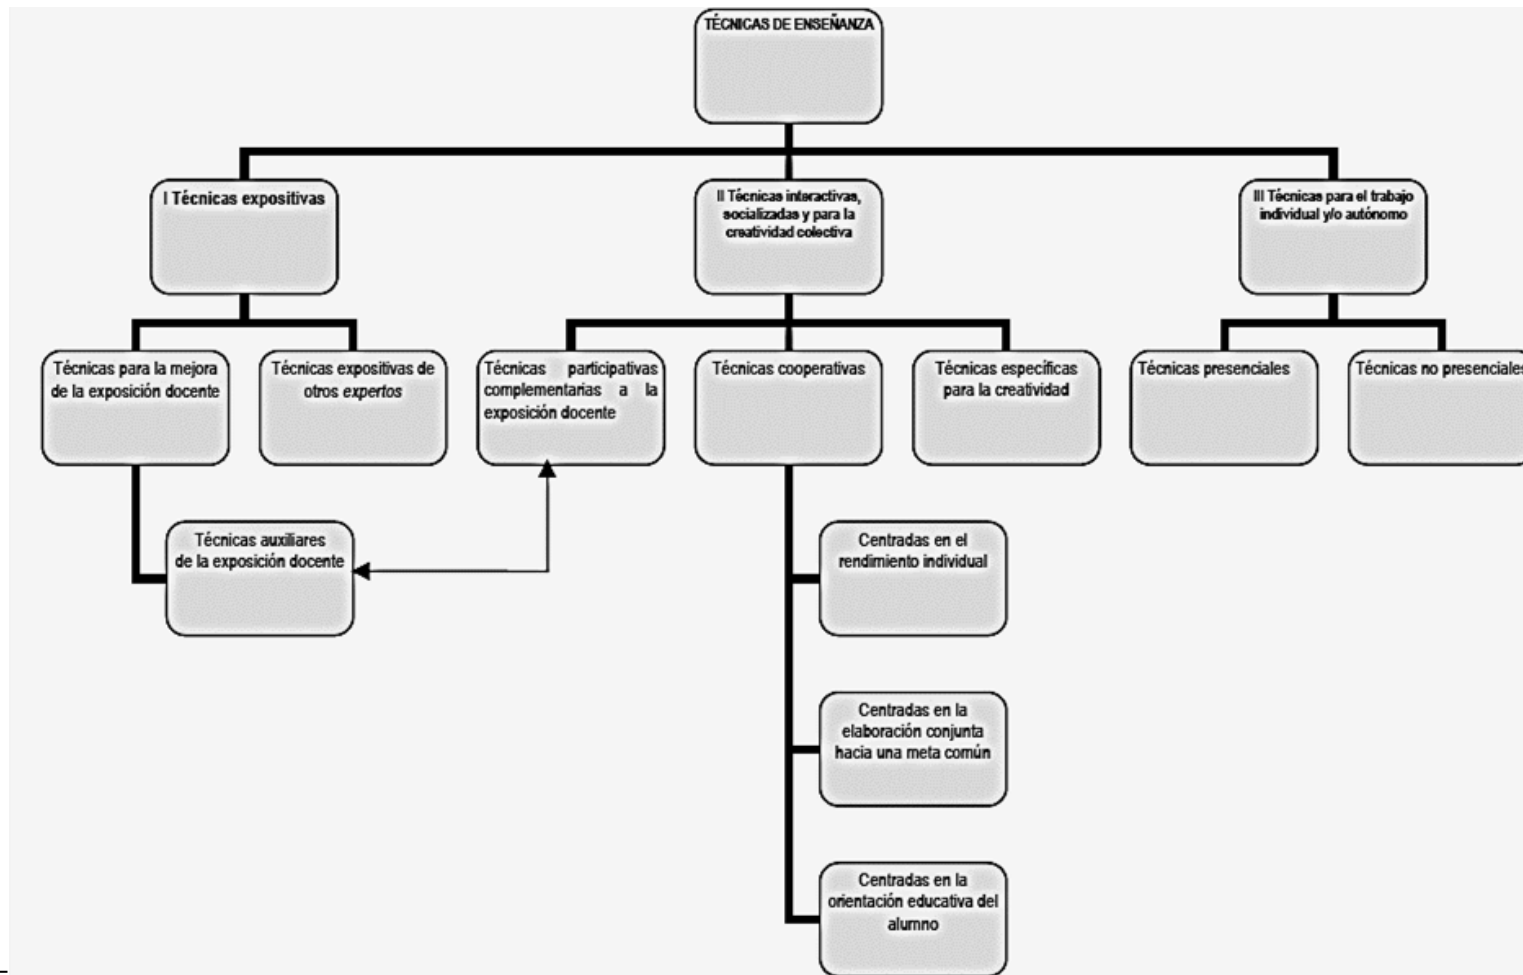 TÉCNICAS DE ENSEÑANZA
I Técnicas expositivas
II Técnicas interactivas,
socializadas y para la
creatividad colectiva
III Técnicas para el trabajo
individual y/o autónomo
Técnicas para la mejora
de la exposición docente
Técnicas expositivas de
otros expertos
Técnicas participativas
complementarias a la
exposición docente
Técnicas cooperativas
Técnicas específicas
para la creatividad
Técnicas presenciales
Técnicas no presenciales
Técnicas auxiliares
de la exposición docente
Centradas en el
rendimiento individual
Centradas en la
elaboración conjunta
hacia una meta común
Centradas en la
orientación educativa del
alumno